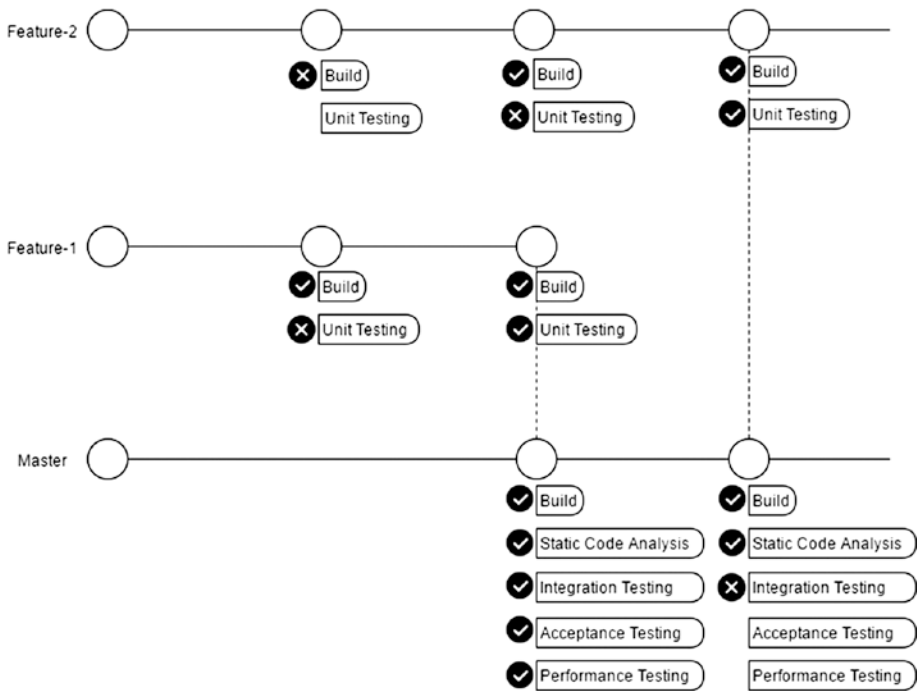 Feature-2
Build
Build
Build
Unit Testing
Unit Testing
Unit Testing
Feature-1
Build
Build
Unit Testing
Unit Testing
Master
Build
Build
Static Code Analysis
Static Code Analysis
Integration Testing
Integration Testing
Acceptance Testing
Acceptance Testing
Performance Testing
Performance Testing